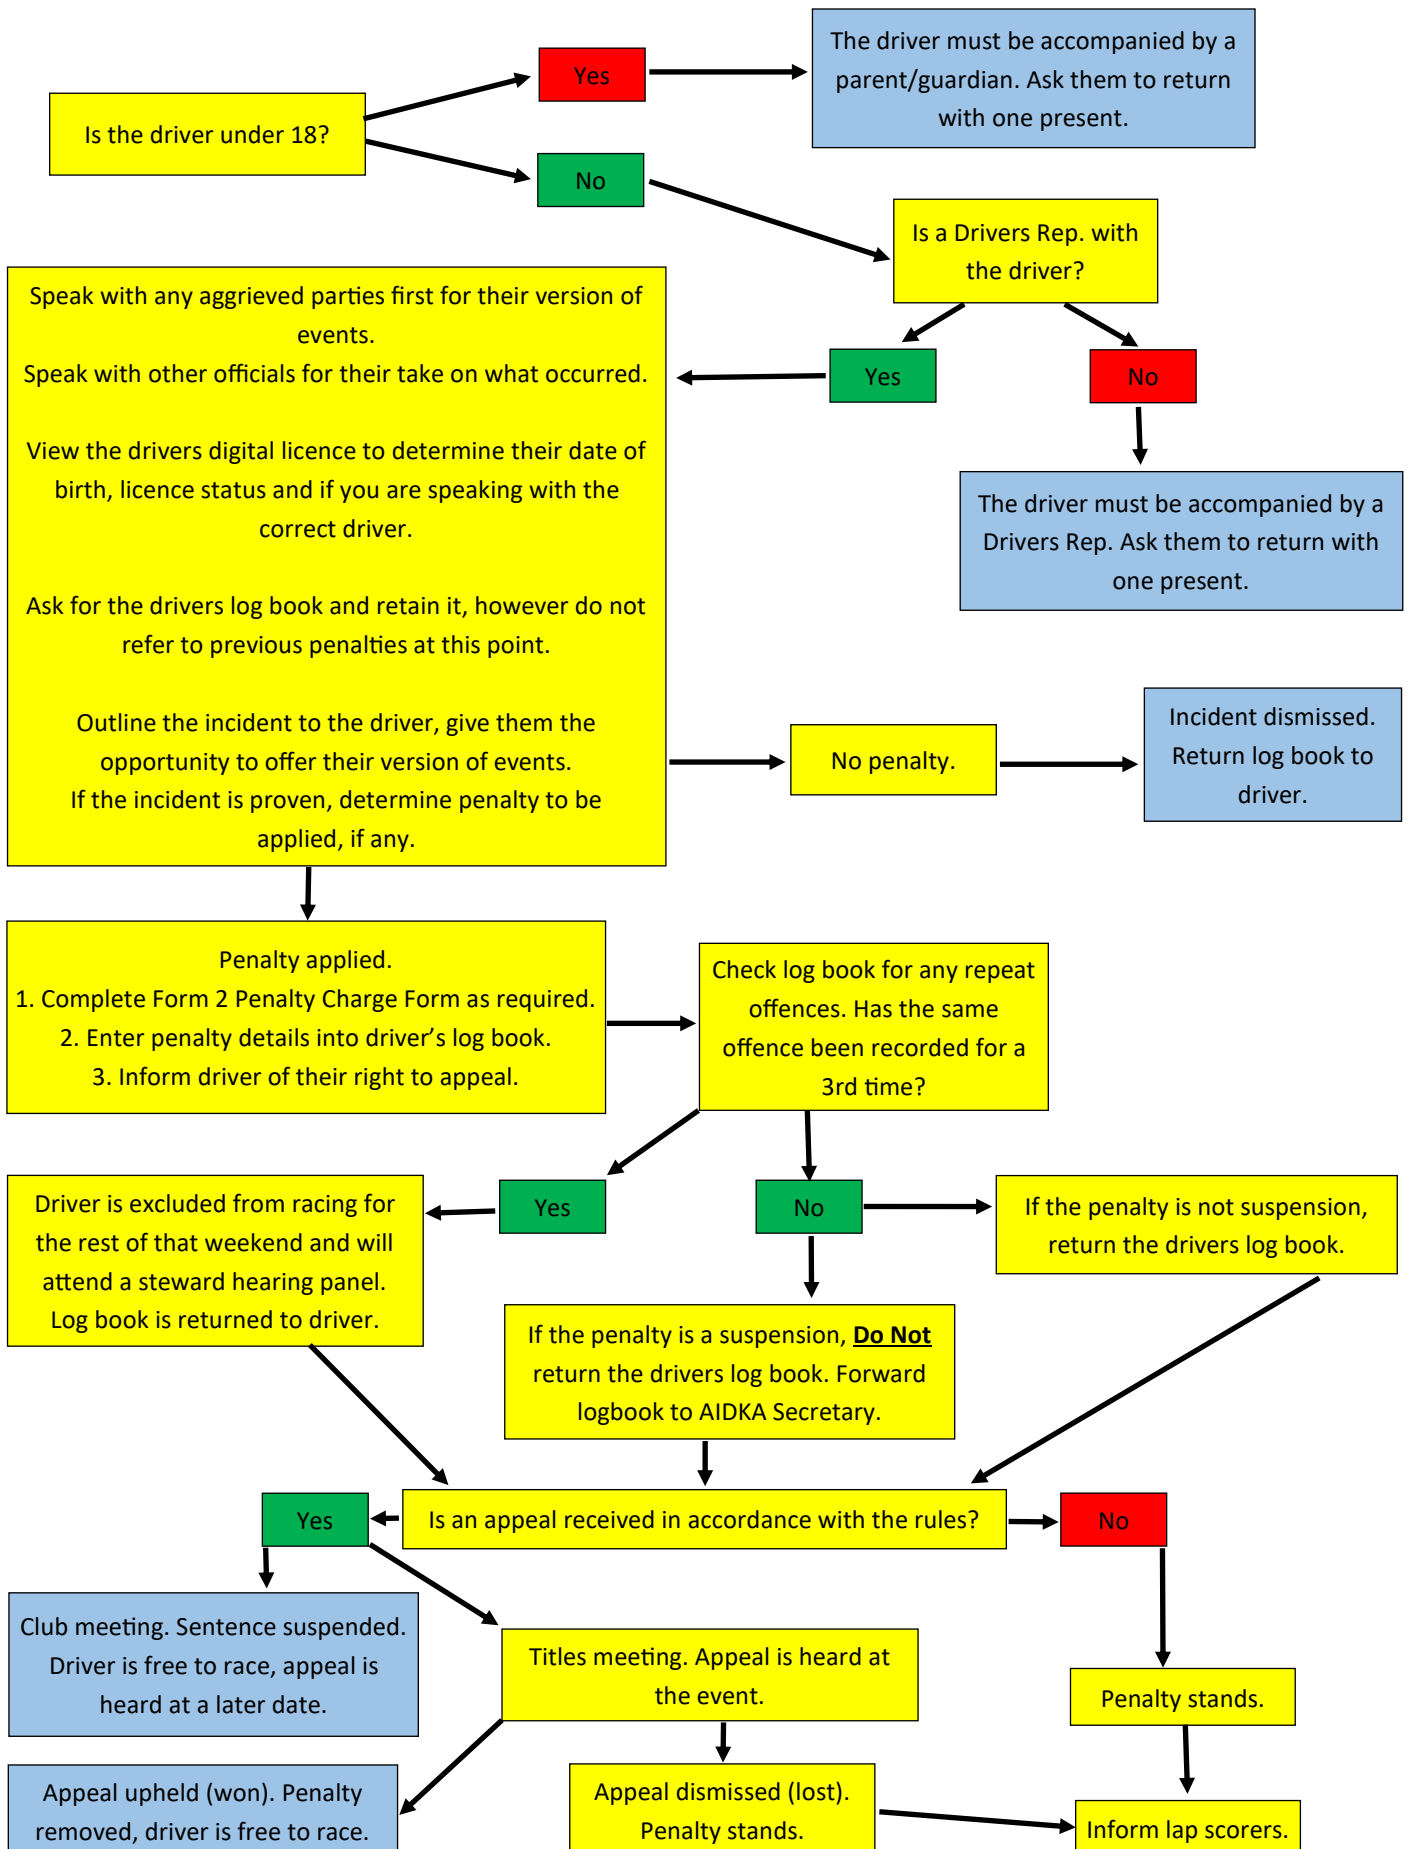 Yes
The driver must be accompanied by a
parent/guardian. Ask them to return
with one present.
Is the driver under 18?
No
Is a Drivers Rep. with
the driver?
Speak with any aggrieved parties first for their version of
events.
Speak with other officials for their take on what occurred.
View the drivers digital licence to determine their date of
birth, licence status and if you are speaking with the
correct driver.
Ask for the drivers log book and retain it, however do not
refer to previous penalties at this point.
Outline the incident to the driver, give them the
opportunity to offer their version of events.
If the incident is proven, determine penalty to be
applied, if any.
Yes
No
The driver must be accompanied by a
Drivers Rep. Ask them to return with
one present.
No penalty.
Incident dismissed.
Return log book to
driver.
Penalty applied.
1. Complete Form 2 Penalty Charge Form as required.
2. Enter penalty details into driver’s log book.
3. Inform driver of their right to appeal.
Check log book for any repeat
offences. Has the same
offence been recorded for a
3rd time?
Driver is excluded from racing for
the rest of that weekend and will
attend a steward hearing panel.
Log book is returned to driver.
Yes
No
If the penalty is not suspension,
return the drivers log book.
If the penalty is a suspension, Do Not
return the drivers log book. Forward
logbook to AIDKA Secretary.
Yes
Is an appeal received in accordance with the rules?
No
Club meeting. Sentence suspended.
Driver is free to race, appeal is
heard at a later date.
Titles meeting. Appeal is heard at
the event.
Penalty stands.
Appeal upheld (won). Penalty
removed, driver is free to race.
Appeal dismissed (lost).
Penalty stands.
Inform lap scorers.